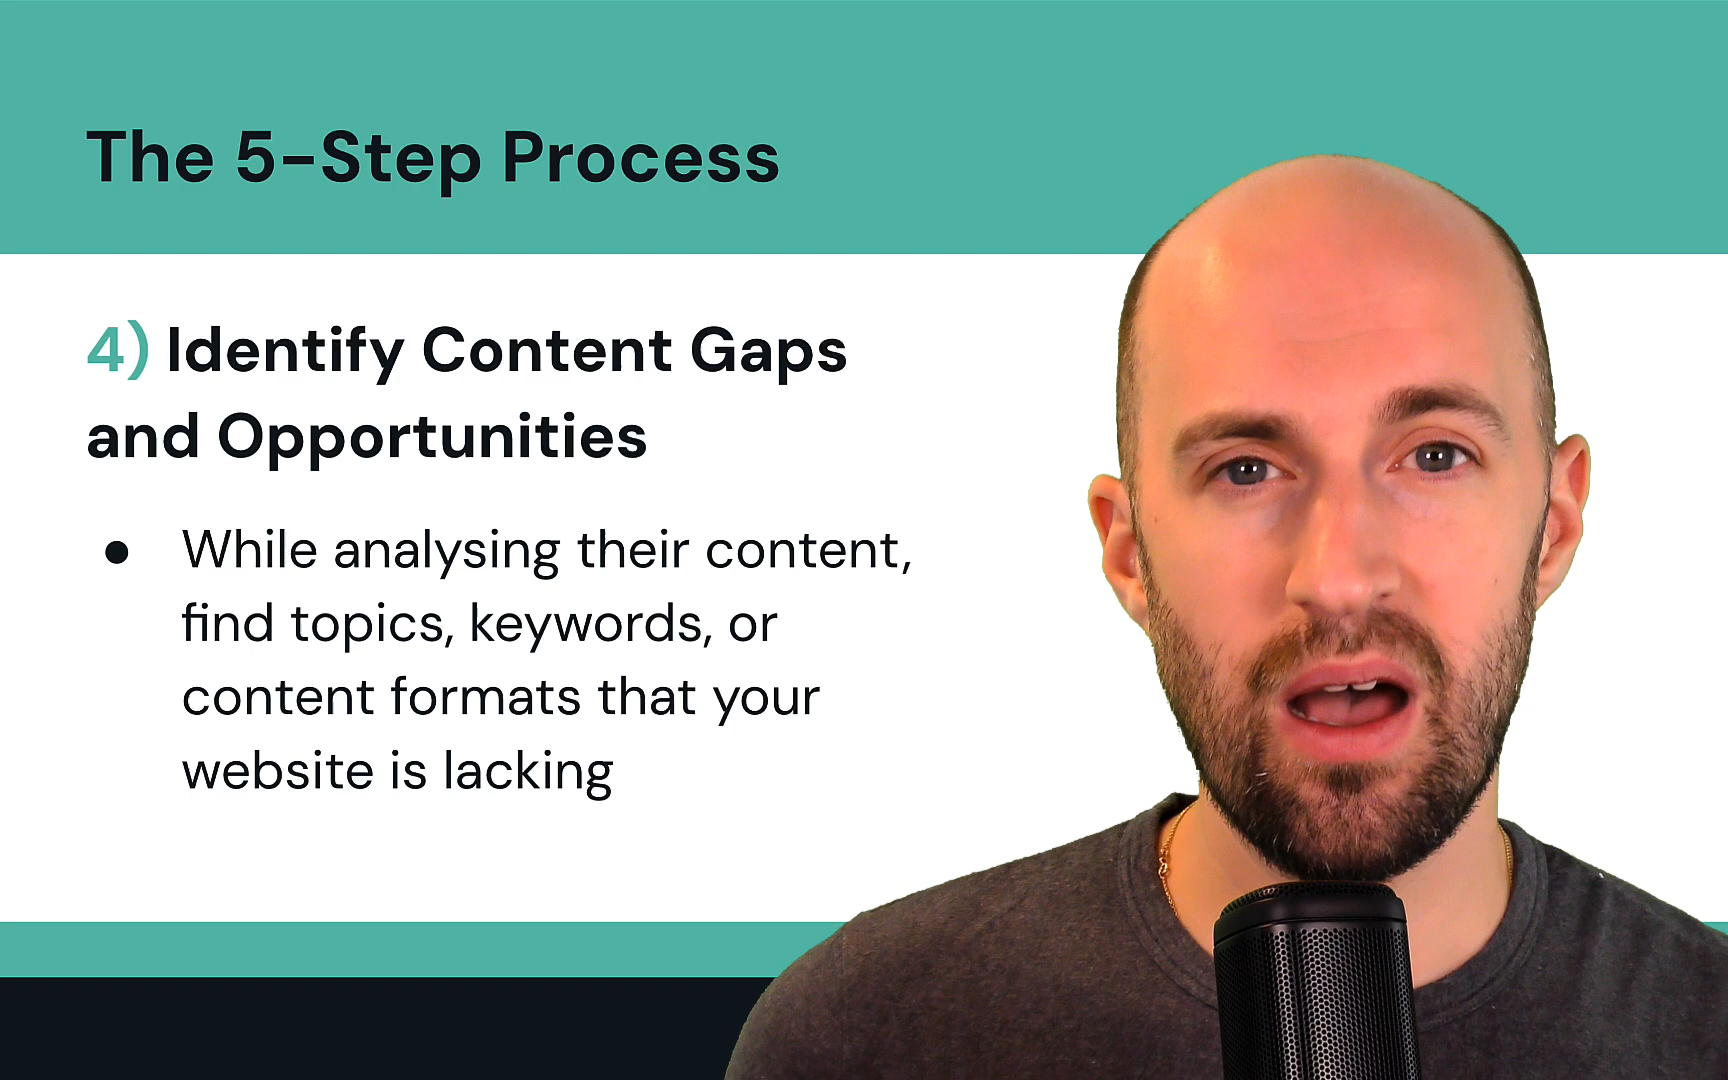 The 5-Step Process
4) Identify Content Gaps
and Opportunities
● While analysing their content,
find topics, keywords, or
content formats that your
website is lacking